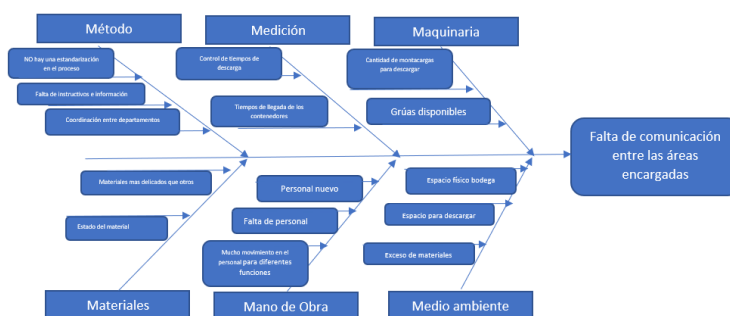 Método
Medición
Maquinaria
NO hay una estandarización
en el proceso
Falta de instructivos e información
Coordinación entre departamentos
Control de tiempos de
descarga
Tiempos de llegada de los
contenedores
Cantidad de montacargas
para descargar
Grúas disponibles
Falta de comunicación
entre las áreas
encargadas
Materiales mas delicados que otros
Estado del material
Personal nuevo
Falta de personal
Mucho movimiento en el
personal para diferentes
funciones
Espacio físico bodega
Espacio para descargar
Exceso de materiales
Materiales
Mano de Obra
Medio ambiente